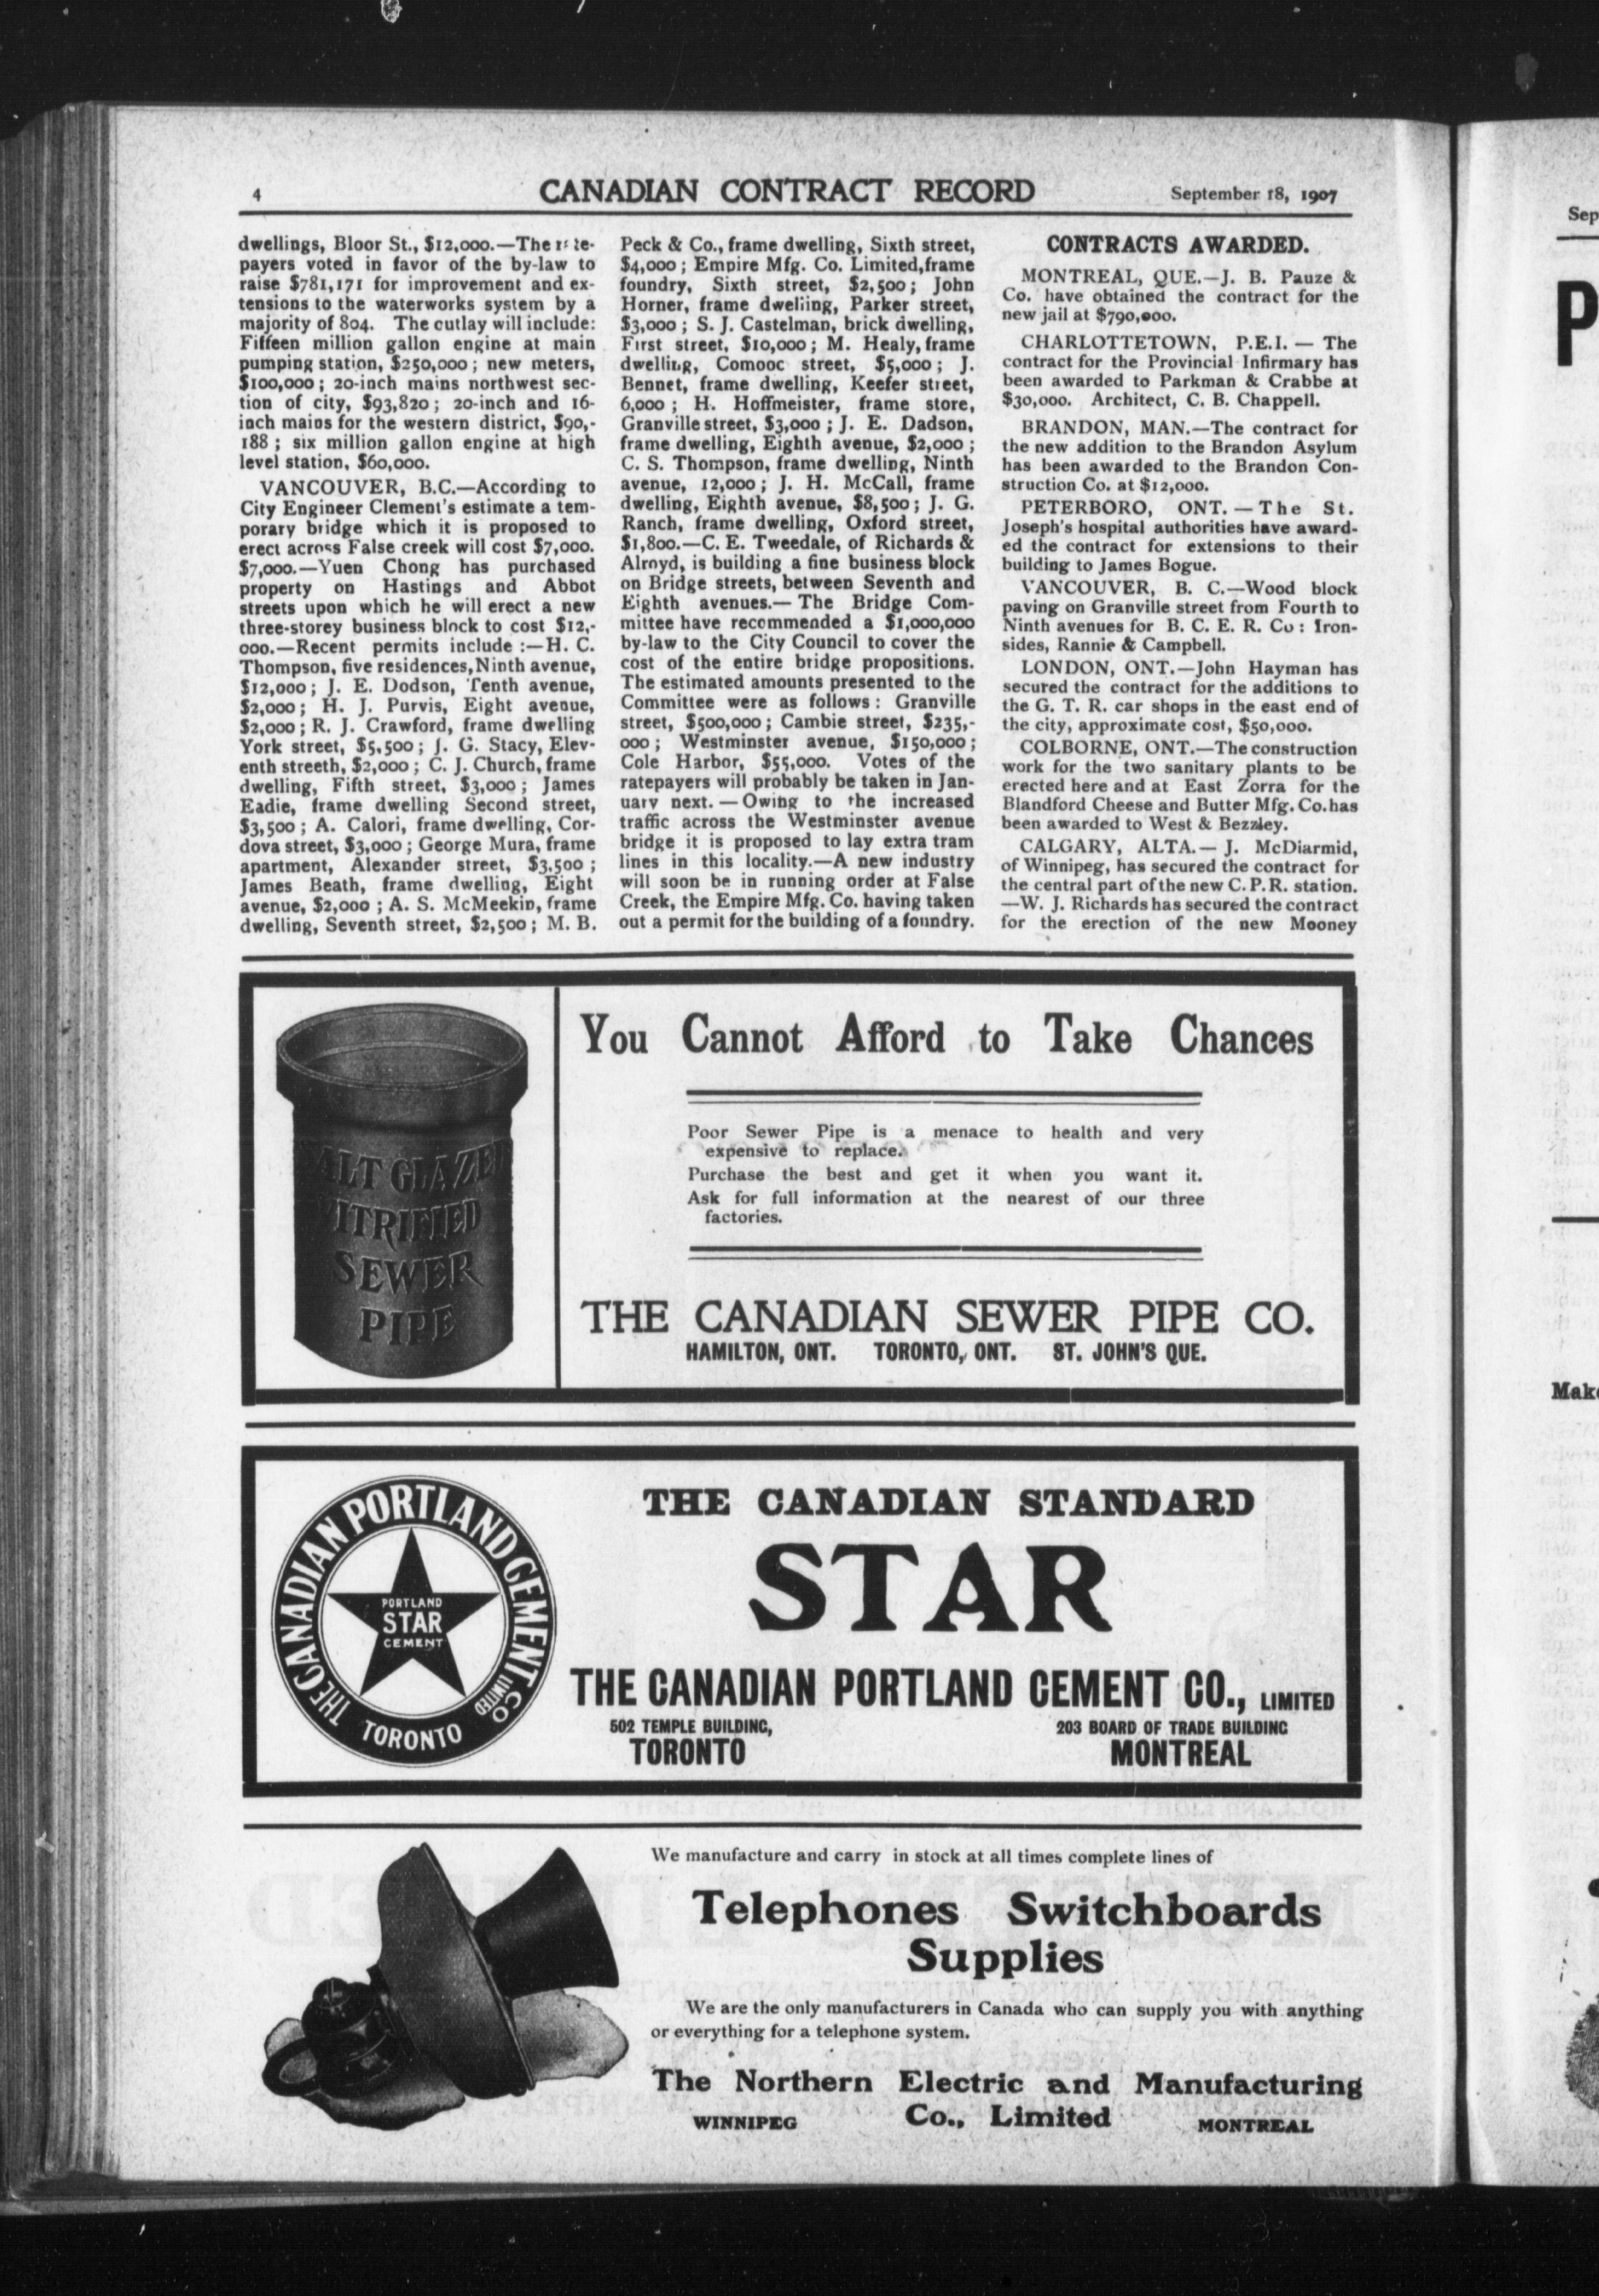 4
CANADIAN CONTRACT RECORD
September 18, 1907
dwellings, Bloor St., $12,000.—The rate-
payers voted in favor of the by-law to
raise $781,171 for improvement and ex-
tensions to the waterworks system by a
majority of 804. The outlay will include:
Fifteen million gallon engine at main
pumping station, $250,000; new meters,
$100,000; 20-inch mains northwest sec-
tion of city, $93,820; 20-inch and 16-
inch mains for the western district, $90,-
188; six million gallon engine at high
level station, $60,000.
VANCOUVER, B.C.—According to
City Engineer Clement's estimate a tem-
porary bridge which it is proposed to
erect across False creek will cost $7,000.
$7,000.—Yuen Chong has purchased
property on Hastings and Abbot
streets upon which he will erect a new
three-storey business block to cost $12,-
000.—Recent permits include:—H. C.
Thompson, five residences, Ninth avenue,
$12,000; J. E. Dodson, Tenth avenue,
$2,000; H. J. Purvis, Eight avenue,
$2,000; R. J. Crawford, frame dwelling
York street, $5,500; J. G. Stacy, Elev-
enth streeth, $2,000; C. J. Church, frame
dwelling, Fifth street, $3,000; James
Eadie, frame dwelling Second street,
$3,500; A. Calori, frame dwelling, Cor-
dova street, $3,000; George Mura, frame
apartment, Alexander street, $3,500;
James Beath, frame dwelling, Eight
avenue, $2,000; A. S. McMeekin, frame
dwelling, Seventh street, $2,500; M. B.
Peck & Co., frame dwelling, Sixth street,
$4,000; Empire Mfg. Co. Limited, frame
foundry, Sixth street, $2,500; John
Horner, frame dwelling, Parker street,
$3,000; S. J. Castelman, brick dwelling,
First street, $10,000; M. Healy, frame
dwelling, Comooc street, $5,000; J.
Bennet, frame dwelling, Keefer street,
6,000; H. Hoffmeister, frame store,
Granville street, $3,000; J. E. Dadson,
frame dwelling, Eighth avenue, $2,000;
C. S. Thompson, frame dwelling, Ninth
avenue, 12,000; J. H. McCall, frame
dwelling, Eighth avenue, $8,500; J. G.
Ranch, frame dwelling, Oxford street,
$1,800.—C. E. Tweedale, of Richards &
Alroyd, is building a fine business block
on Bridge streets, between Seventh and
Eighth avenues.—The Bridge Com-
mittee have recommended a $1,000,000
by-law to the City Council to cover the
cost of the entire bridge propositions.
The estimated amounts presented to the
Committee were as follows: Granville
street, $500,000; Cambie street, $235,-
000; Westminster avenue, $150,000;
Cole Harbor, $55,000. Votes of the
ratepayers will probably be taken in Jan-
uary next.—Owing to the increased
traffic across the Westminster avenue
bridge it is proposed to lay extra tram
lines in this locality.—A new industry
will soon be in running order at False
Creek, the Empire Mfg. Co. having taken
out a permit for the building of a foundry.
CONTRACTS AWARDED.
MONTREAL, QUE.—J. B. Pauze &
Co. have obtained the contract for the
new jail at $790,000.
CHARLOTTETOWN, P.E.I. — The
contract for the Provincial Infirmary has
been awarded to Parkman & Crabbe at
$30,000. Architect, C. B. Chappell.
BRANDON, MAN.—The contract for
the new addition to the Brandon Asylum
has been awarded to the Brandon Con-
struction Co. at $12,000.
PETERBORO, ONT. — The St.
Joseph's hospital authorities have award-
ed the contract for extensions to their
building to James Bogue.
VANCOUVER, B. C.—Wood block
paving on Granville street from Fourth to
Ninth avenues for B. C. E. R. Co: Iron-
sides, Rannie & Campbell.
LONDON, ONT.—John Hayman has
secured the contract for the additions to
the G. T. R. car shops in the east end of
the city, approximate cost, $50,000.
COLBORNE, ONT.—The construction
work for the two sanitary plants to be
erected here and at East Zorra for the
Blandford Cheese and Butter Mfg. Co. has
been awarded to West & Bezzley.
CALGARY, ALTA.— J. McDiarmid,
of Winnipeg, has secured the contract for
the central part of the new C. P. R. station.
—W. J. Richards has secured the contract
for the erection of the new Mooney
ALT GLAZED
ITRIFIED
SEWER
PIPE
You Cannot Afford to Take Chances
Poor Sewer Pipe is a menace to health and very
expensive to replace.
Purchase the best and get it when you want it.
Ask for full information at the nearest of our three
factories.
THE CANADIAN SEWER PIPE CO.
HAMILTON, ONT. TORONTO, ONT. ST. JOHN'S QUE.
THE CANADIAN PORTLAND CEMENT CO LIMITED
TORONTO
PORTLAND
STAR
CEMENT
THE CANADIAN STANDARD
STAR
THE CANADIAN PORTLAND CEMENT CO., LIMITED
502 TEMPLE BUILDING,
TORONTO
203 BOARD OF TRADE BUILDING
MONTREAL
We manufacture and carry in stock at all times complete lines of
Telephones Switchboards
Supplies
We are the only manufacturers in Canada who can supply you with anything
or everything for a telephone system.
The Northern Electric and Manufacturing
WINNIPEG Co., Limited MONTREAL
Sep
P
Mak